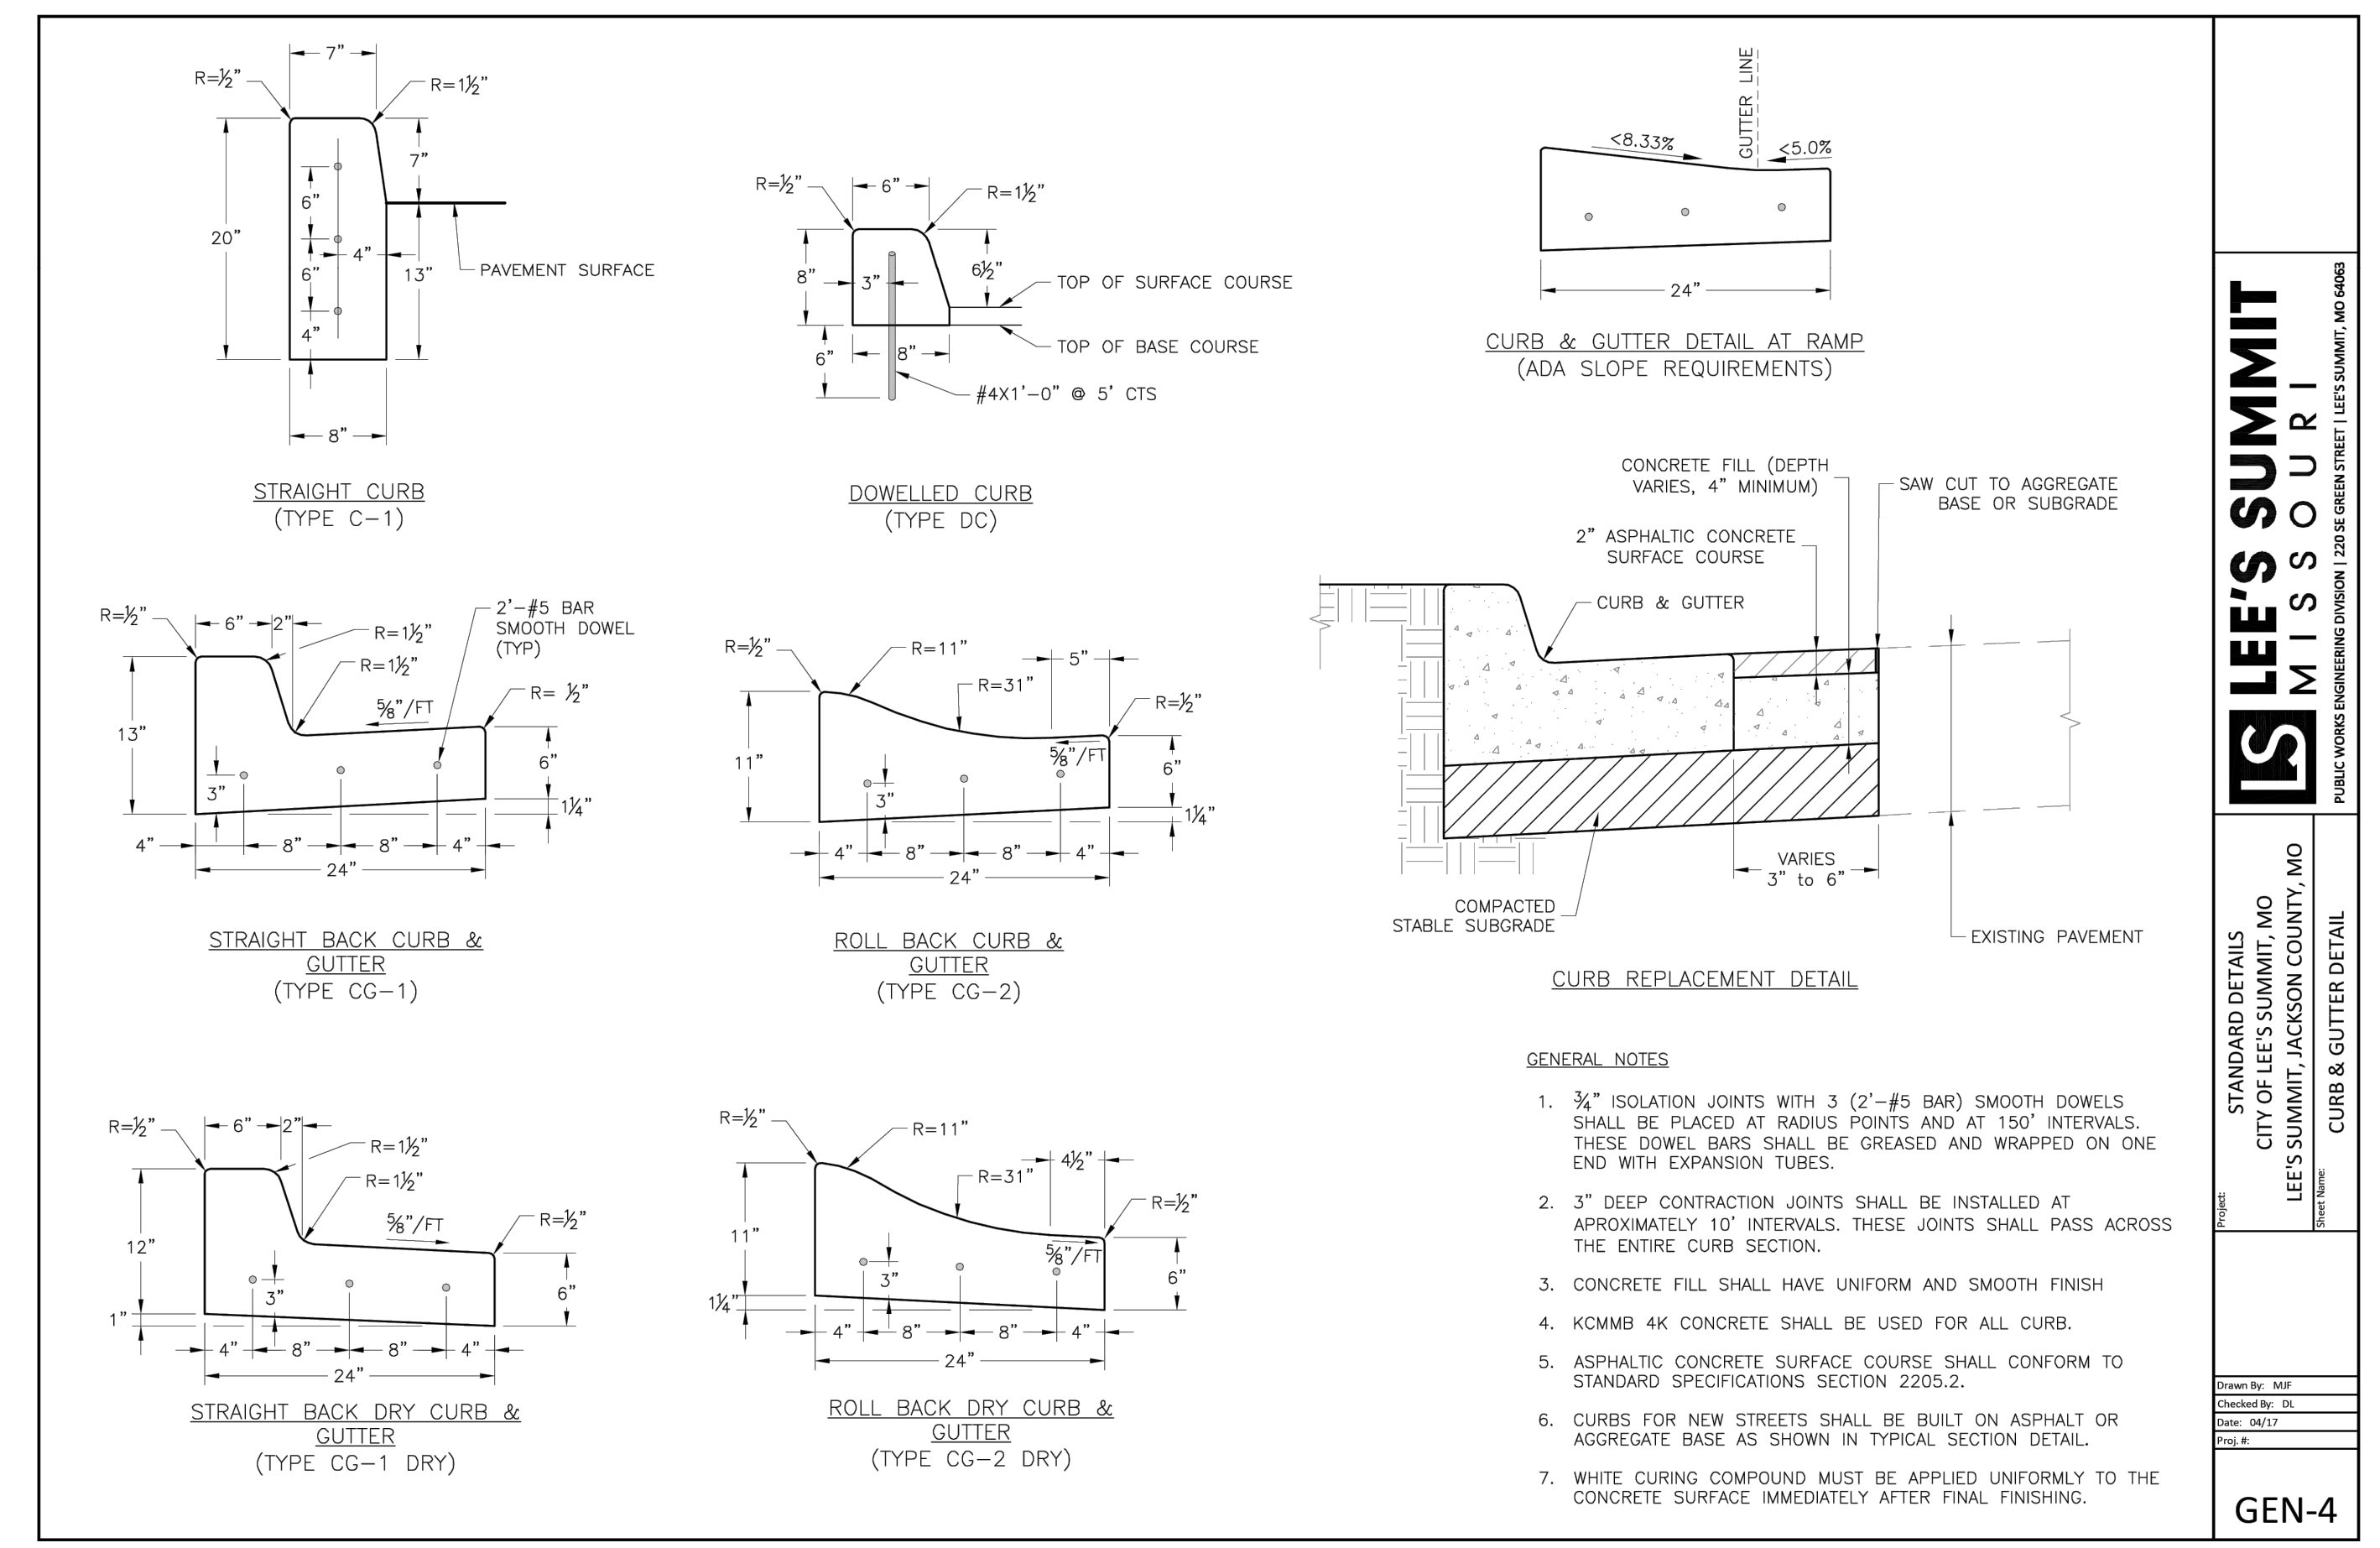 7”
R=½”
R=1½”
7”
6”
20”
4”
6”
13”
PAVEMENT SURFACE
4”
8”
STRAIGHT CURB
(TYPE C-1)
R=½”
6”
R=1½”
8”
3”
6½”
TOP OF SURFACE COURSE
6”
8”
TOP OF BASE COURSE
#4X1’-0” @ 5’ CTS
DOWELLED CURB
(TYPE DC)
GUTTER LINE
<8.33%
<5.0%
24”
CURB & GUTTER DETAIL AT RAMP
(ADA SLOPE REQUIREMENTS)
R=½”
6”
2”
R=1½”
R=1½”
2’-#5 BAR
SMOOTH DOWEL
(TYP)
R= ½”
⅝”/FT
13”
6”
3”
1¼”
4”
8”
8”
4”
24”
STRAIGHT BACK CURB &
GUTTER
(TYPE CG-1)
R=½”
R=11”
5”
R=31”
R=½”
⅝”/FT
11”
6”
3”
1¼”
4”
8”
8”
4”
24”
ROLL BACK CURB &
GUTTER
(TYPE CG-2)
CONCRETE FILL (DEPTH
VARIES, 4” MINIMUM)
SAW CUT TO AGGREGATE
BASE OR SUBGRADE
2” ASPHALTIC CONCRETE
SURFACE COURSE
CURB & GUTTER
VARIES
3” to 6”
COMPACTED
STABLE SUBGRADE
EXISTING PAVEMENT
CURB REPLACEMENT DETAIL
R=½”
6”
2”
R=1½”
R=1½”
⅝”/FT
R=½”
12”
3”
6”
1”
4”
8”
8”
4”
24”
STRAIGHT BACK DRY CURB &
GUTTER
(TYPE CG-1 DRY)
R=½”
R=11”
4½”
R=31”
R=½”
11”
⅝”/FT
3”
6”
1¼”
4”
8”
8”
4”
24”
ROLL BACK DRY CURB &
GUTTER
(TYPE CG-2 DRY)
GENERAL NOTES
1. ¾” ISOLATION JOINTS WITH 3 (2’-#5 BAR) SMOOTH DOWELS
SHALL BE PLACED AT RADIUS POINTS AND AT 150’ INTERVALS.
THESE DOWEL BARS SHALL BE GREASED AND WRAPPED ON ONE
END WITH EXPANSION TUBES.
2. 3” DEEP CONTRACTION JOINTS SHALL BE INSTALLED AT
APROXIMATELY 10’ INTERVALS. THESE JOINTS SHALL PASS ACROSS
THE ENTIRE CURB SECTION.
3. CONCRETE FILL SHALL HAVE UNIFORM AND SMOOTH FINISH
4. KCMMB 4K CONCRETE SHALL BE USED FOR ALL CURB.
5. ASPHALTIC CONCRETE SURFACE COURSE SHALL CONFORM TO
STANDARD SPECIFICATIONS SECTION 2205.2.
6. CURBS FOR NEW STREETS SHALL BE BUILT ON ASPHALT OR
AGGREGATE BASE AS SHOWN IN TYPICAL SECTION DETAIL.
7. WHITE CURING COMPOUND MUST BE APPLIED UNIFORMLY TO THE
CONCRETE SURFACE IMMEDIATELY AFTER FINAL FINISHING.
LS
LEE'S SUMMIT
MISSOURI
PUBLIC WORKS ENGINEERING DIVISION | 220 SE GREEN STREET | LEE'S SUMMIT, MO 64063
Project:
STANDARD DETAILS
CITY OF LEE'S SUMMIT, MO
LEE'S SUMMIT, JACKSON COUNTY, MO
Sheet Name:
CURB & GUTTER DETAIL
Drawn By: MJF
Checked By: DL
Date: 04/17
Proj. #:
GEN-4